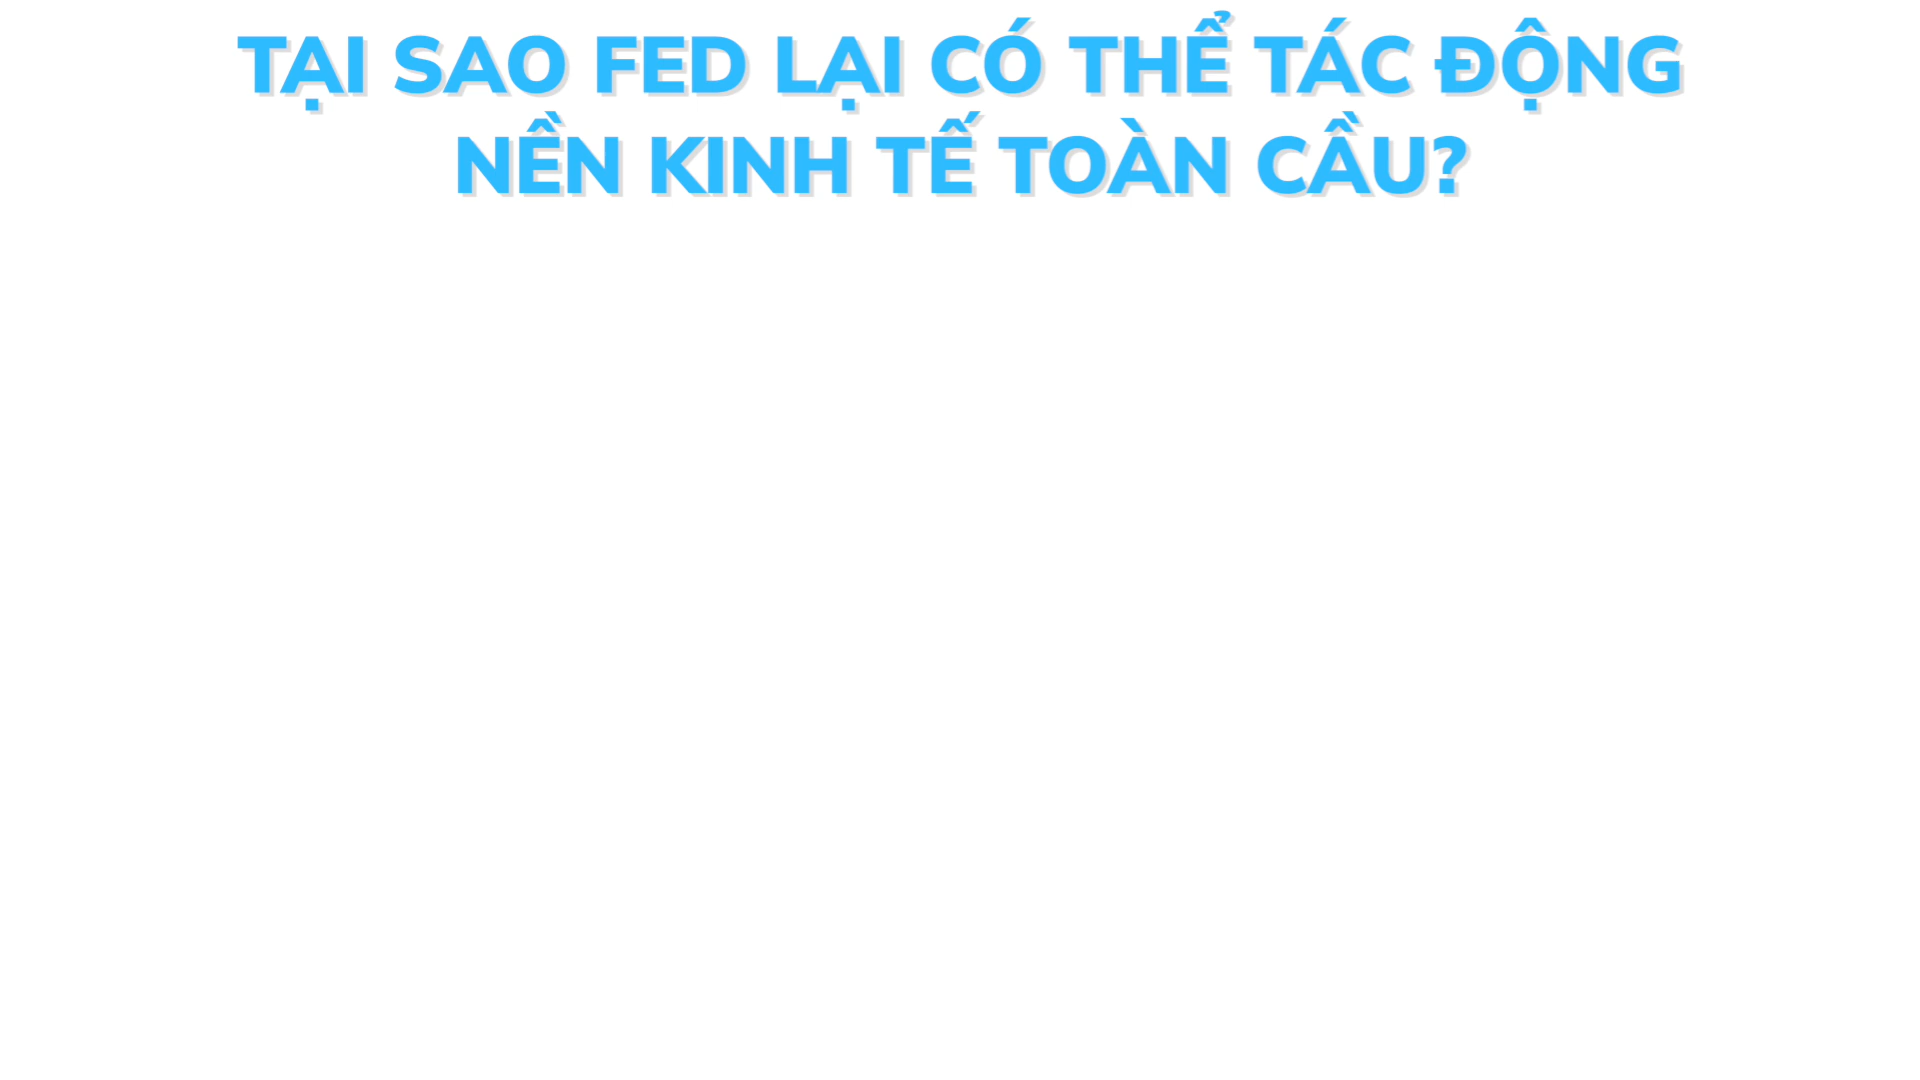 TẠI SAO FED LẠI CÓ THỂ TÁC ĐỘNG
NỀN KINH TẾ TOÀN CẦU?